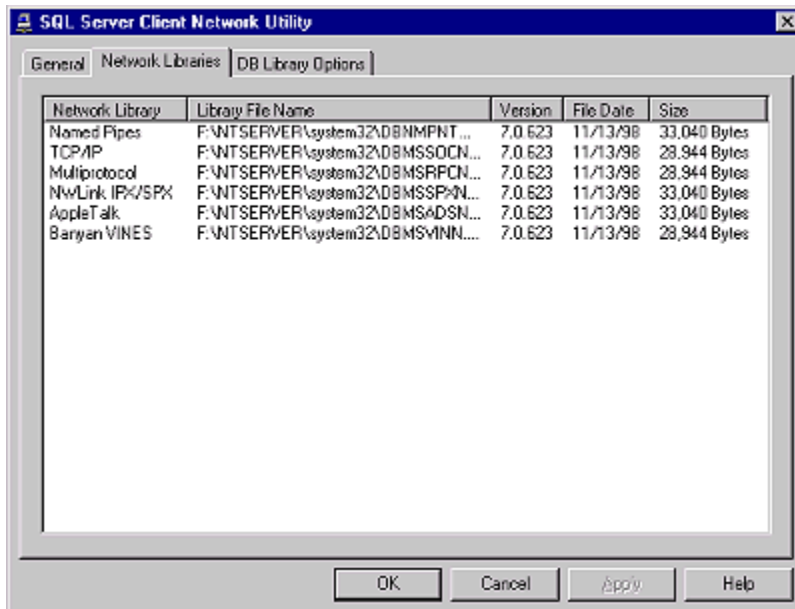 SQL Server Client Network Utility
General Network Libraries DB Library Options
Network Library Library File Name Version File Date Size
Named Pipes F:\NTSERVER\system32\DBNMPNT... 7.0.623 11/13/98 33,040 Bytes
TCP/IP F:\NTSERVER\system32\DBMSSOCN... 7.0.623 11/13/98 28,944 Bytes
Multiprotocol F:\NTSERVER\system32\DBMSRPCN... 7.0.623 11/13/98 28,944 Bytes
NWLink IPX/SPX F:\NTSERVER\system32\DBMSSPXN... 7.0.623 11/13/98 33,040 Bytes
AppleTalk F:\NTSERVER\system32\DBMSADSN... 7.0.623 11/13/98 33,040 Bytes
Banyan VINES F:\NTSERVER\system32\DBMSVINN.... 7.0.623 11/13/98 28,944 Bytes
OK Cancel Apply Help